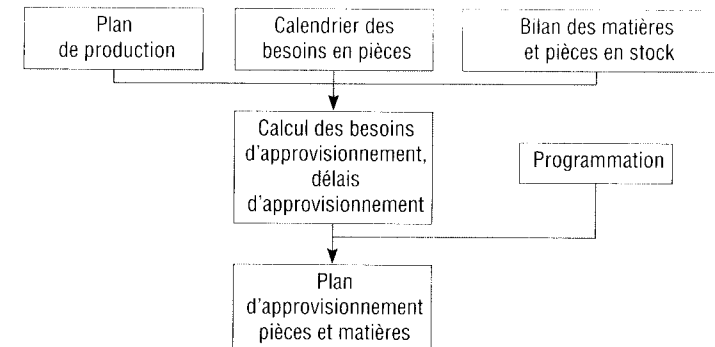 Plan
de production
Calendrier des
besoins en pièces
Bilan des matières
et pièces en stock
Calcul des besoins
d'approvisionnement,
délais
d'approvisionnement
Programmation
Plan
d'approvisionnement
pièces et matières